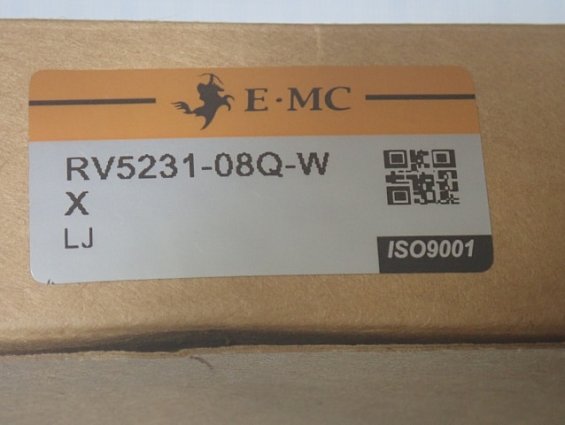 E·MC
RV5231-08Q-W
X
LJ
ISO9001